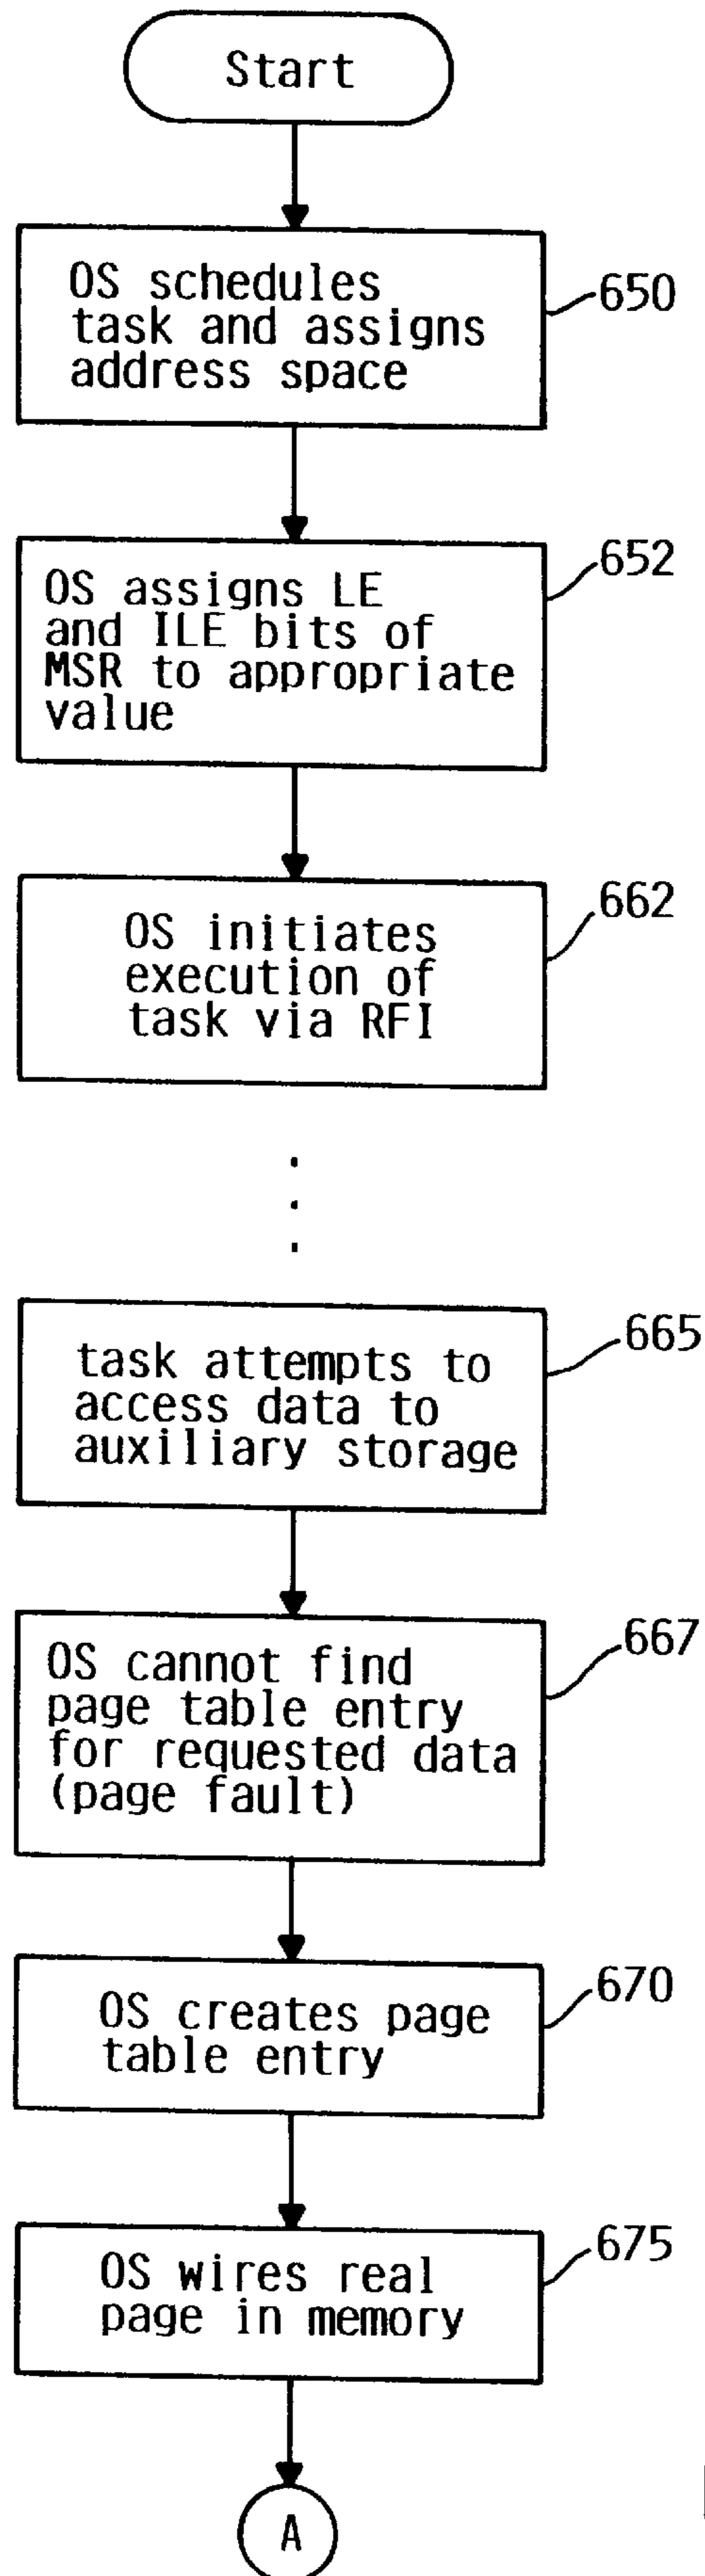 Start
OS schedules
task and assigns
address space
650
OS assigns LE
and ILE bits of
MSR to appropriate
value
652
OS initiates
execution of
task via RFI
662
task attempts to
access data to
auxiliary storage
665
OS cannot find
page table entry
for requested data
(page fault)
667
OS creates page
table entry
670
OS wires real
page in memory
675
A